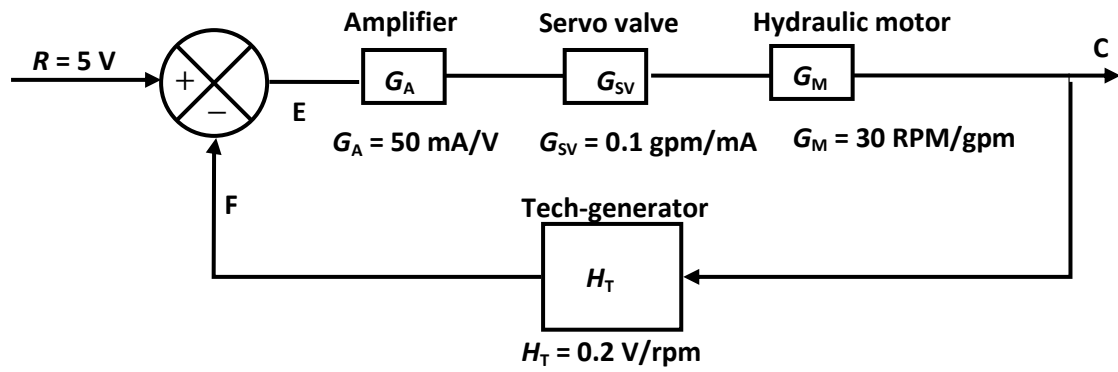 Amplifier Servo valve Hydraulic motor
R = 5 V
C
+
−
E
G_A
G_SV
G_M
G_A = 50 mA/V G_SV = 0.1 gpm/mA G_M = 30 RPM/gpm
F
Tech-generator
H_T
H_T = 0.2 V/rpm